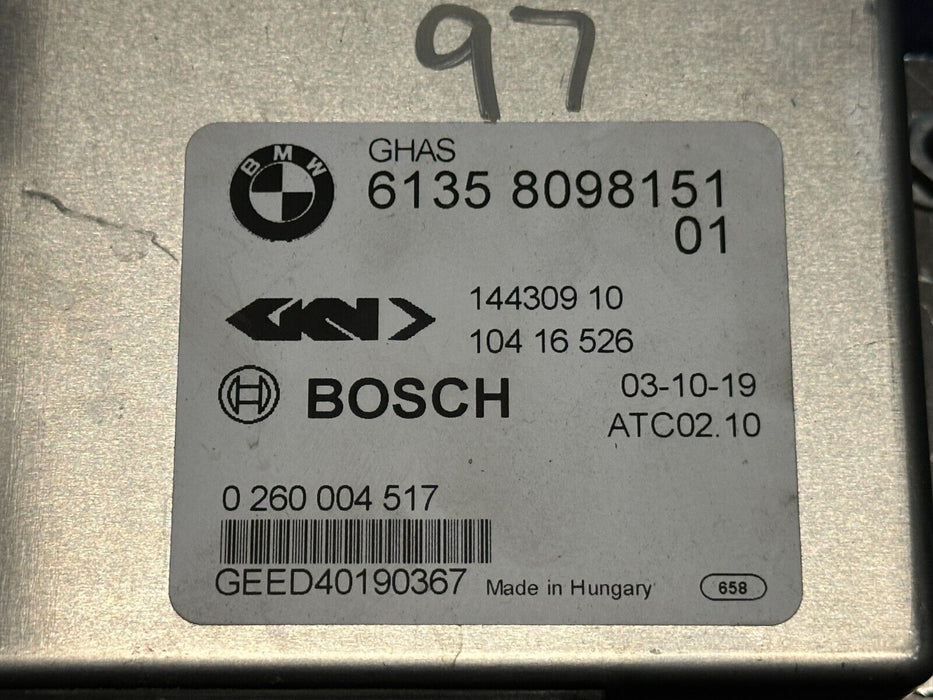 97
BMW
GHAS
6135 8098151
01
GKN
144309 10
104 16 526
BOSCH
03-10-19
ATC02.10
0 260 004 517
GEED40190367
Made in Hungary
658